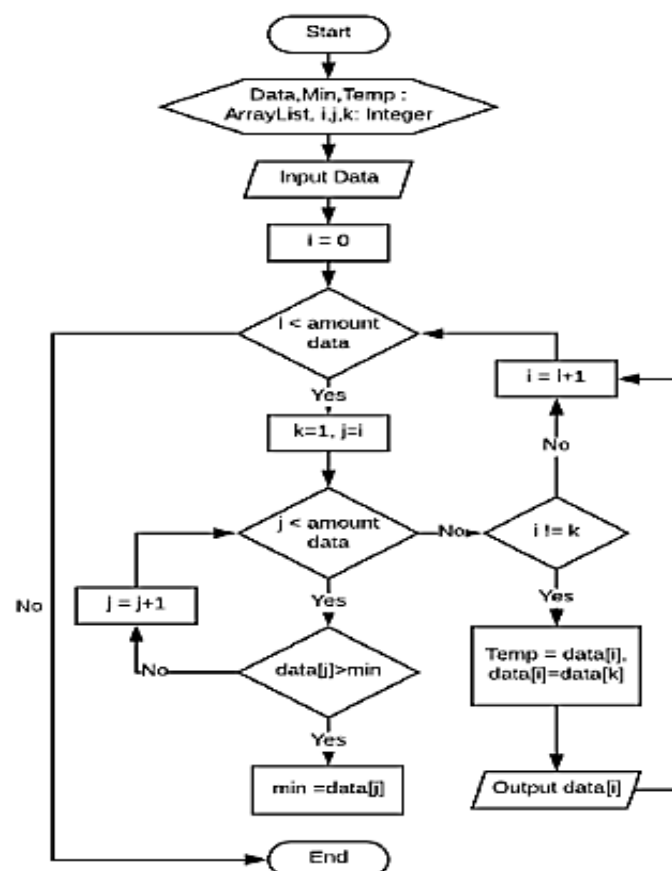 Start
Data,Min,Temp :
ArrayList, i,j,k: Integer
Input Data
i = 0
i < amount
data
Yes
k=1, j=i
j < amount
data
No
i != k
No
i = i+1
Yes
Temp = data[i],
data[i]=data[k]
Output data[i]
Yes
data[j]>min
No
j = j+1
Yes
min =data[j]
No
End